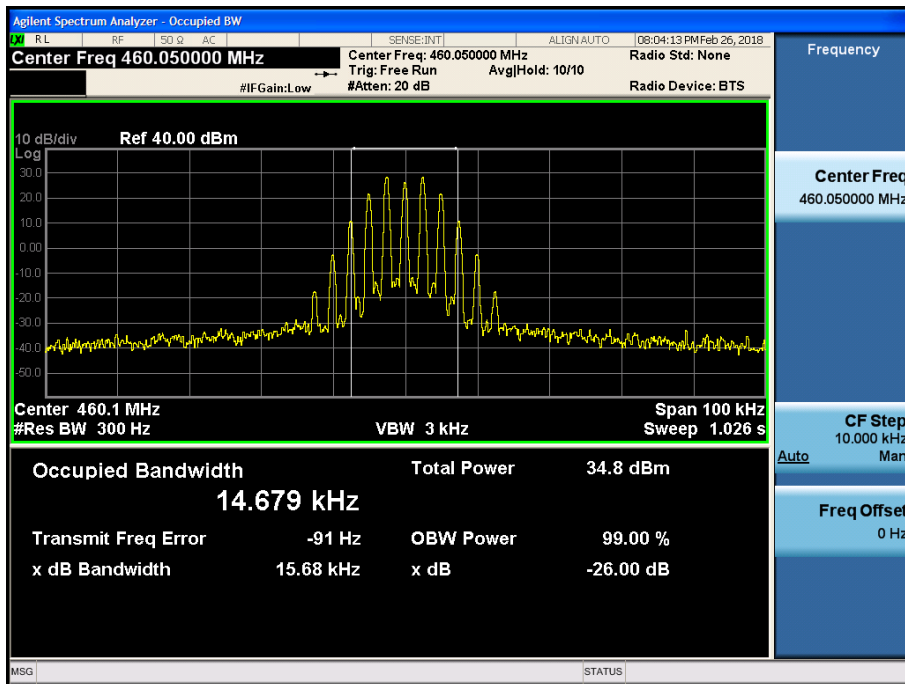 Agilent Spectrum Analyzer - Occupied BW
LXI RL RF 50 Ω AC SENSE:INT ALIGN AUTO 08:04:13 PM Feb 26, 2018
Center Freq 460.050000 MHz
Center Freq: 460.050000 MHz
Radio Std: None
Trig: Free Run Avg|Hold: 10/10
#IFGain:Low
#Atten: 20 dB
Radio Device: BTS
Frequency
10 dB/div Ref 40.00 dBm
Log
30.0
20.0
10.0
0.00
-10.0
-20.0
-30.0
-40.0
-50.0
Center 460.1 MHz Span 100 kHz
#Res BW 300 Hz VBW 3 kHz Sweep 1.026 s
Center Freq
460.050000 MHz
CF Step
10.000 kHz
Auto Man
Freq Offset
0 Hz
Occupied Bandwidth
14.679 kHz
Total Power 34.8 dBm
Transmit Freq Error -91 Hz OBW Power 99.00 %
x dB Bandwidth 15.68 kHz x dB -26.00 dB
MSG STATUS